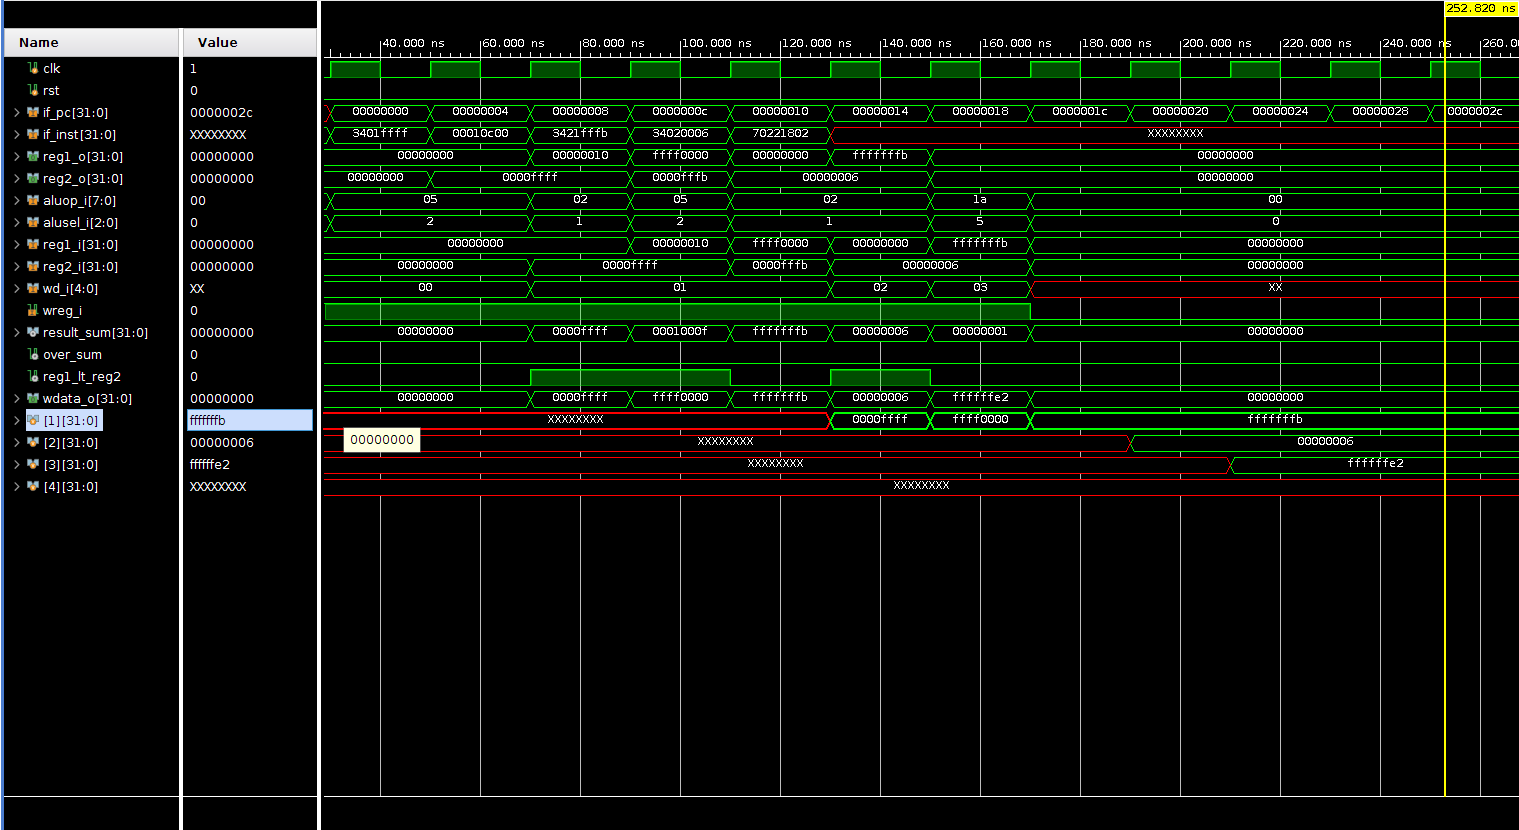 252.820 ns
Name Value
40.000 ns 60.000 ns 80.000 ns 100.000 ns 120.000 ns 140.000 ns 160.000 ns 180.000 ns 200.000 ns 220.000 ns 240.000 ns 260.0
clk 1
rst 0
if_pc[31:0] 0000002c 00000000 00000004 00000008 0000000c 00000010 00000014 00000018 0000001c 00000020 00000024 00000028 0000002c
if_inst[31:0] XXXXXXXX 3401ffff 00010c00 3421fffb 34020006 70221802 XXXXXXXX
reg1_o[31:0] 00000000 00000000 00000010 ffff0000 00000000 fffffffb 00000000
reg2_o[31:0] 00000000 00000000 0000ffff 0000fffb 00000006 00000000
aluop_i[7:0] 00 05 02 05 02 1a 00
alusel_i[2:0] 0 2 1 2 1 5 0
reg1_i[31:0] 00000000 00000000 00000010 ffff0000 00000000 fffffffb 00000000
reg2_i[31:0] 00000000 00000000 0000ffff 0000fffb 00000006 00000000
wd_i[4:0] XX 00 01 02 03 XX
wreg_i 0
result_sum[31:0] 00000000 00000000 0000ffff 0001000f fffffffb 00000006 00000001 00000000
over_sum 0
reg1_lt_reg2 0
wdata_o[31:0] 00000000 00000000 0000ffff ffff0000 fffffffb 00000006 ffffffe2 00000000
[1][31:0] fffffffb XXXXXXXX 0000ffff ffff0000 fffffffb
[2][31:0] 00000006 00000000 XXXXXXXX 00000006
[3][31:0] ffffffe2 XXXXXXXX ffffffe2
[4][31:0] XXXXXXXX XXXXXXXX